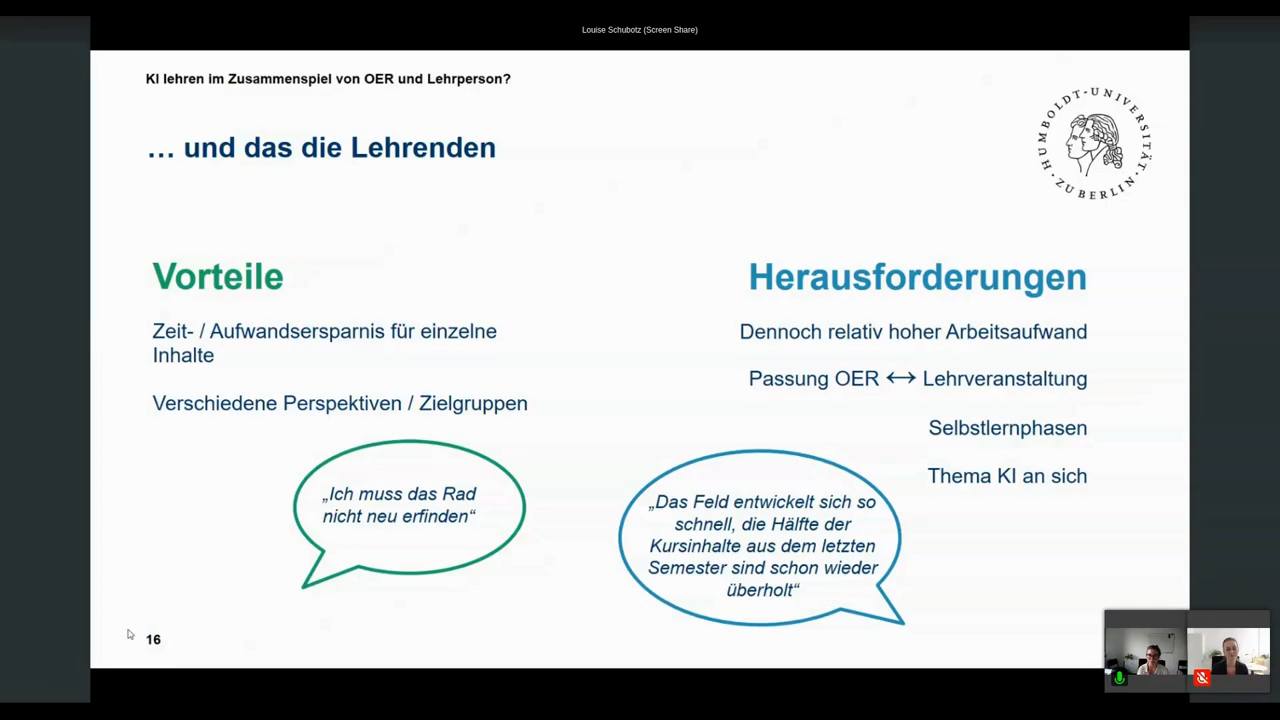 Louise Schubotz (Screen Share)
KI lehren im Zusammenspiel von OER und Lehrperson?
… und das die Lehrenden
HUMBOLDT-UNIVERSITÄT
ZU BERLIN
Vorteile
Zeit- / Aufwandsersparnis für einzelne
Inhalte
Verschiedene Perspektiven / Zielgruppen
„Ich muss das Rad
nicht neu erfinden“
Herausforderungen
Dennoch relativ hoher Arbeitsaufwand
Passung OER ↔ Lehrveranstaltung
Selbstlernphasen
Thema KI an sich
„Das Feld entwickelt sich so
schnell, die Hälfte der
Kursinhalte aus dem letzten
Semester sind schon wieder
überholt“
16